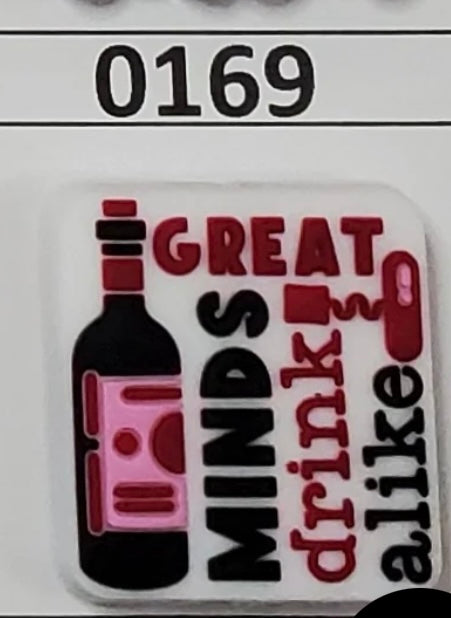 0169
GREAT
MINDS
drink
alike